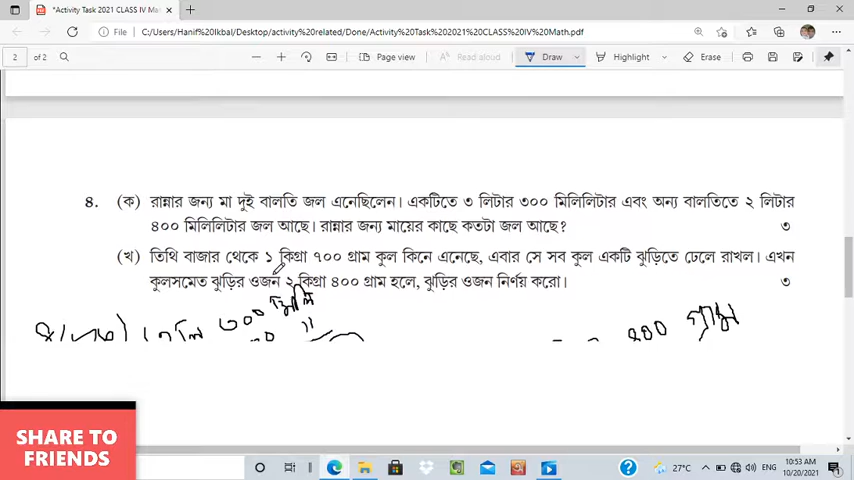 *Activity Task 2021 CLASS IV Mat
File
C:/Users/Hanif%20Ikbal/Desktop/activity%20related/Done/Activity%20Task%202021%20CLASS%20IV%20Math.pdf
2 of 2
Page view
Read aloud
Draw
Highlight
Erase
৪. (ক) রান্নার জন্য মা দুই বালতি জল এনেছিলেন। একটিতে ৩ লিটার ৩০০ মিলিলিটার এবং অন্য বালতিতে ২ লিটার
৪০০ মিলিলিটার জল আছে। রান্নার জন্য মায়ের কাছে কতটা জল আছে? ৩
(খ) তিথি বাজার থেকে ১ কিগ্রা ৭০০ গ্রাম কুল কিনে এনেছে, এবার সে সব কুল একটি ঝুড়িতে ঢেলে রাখল। এখন
কুলসমেত ঝুড়ির ওজন ২ কিগ্রা ৪০০ গ্রাম হলে, ঝুড়ির ওজন নির্ণয় করো। ৩
৩০০ মিলি
৪০০ গ্রাম
SHARE TO
FRIENDS
27°C
ENG
10:53 AM
10/20/2021